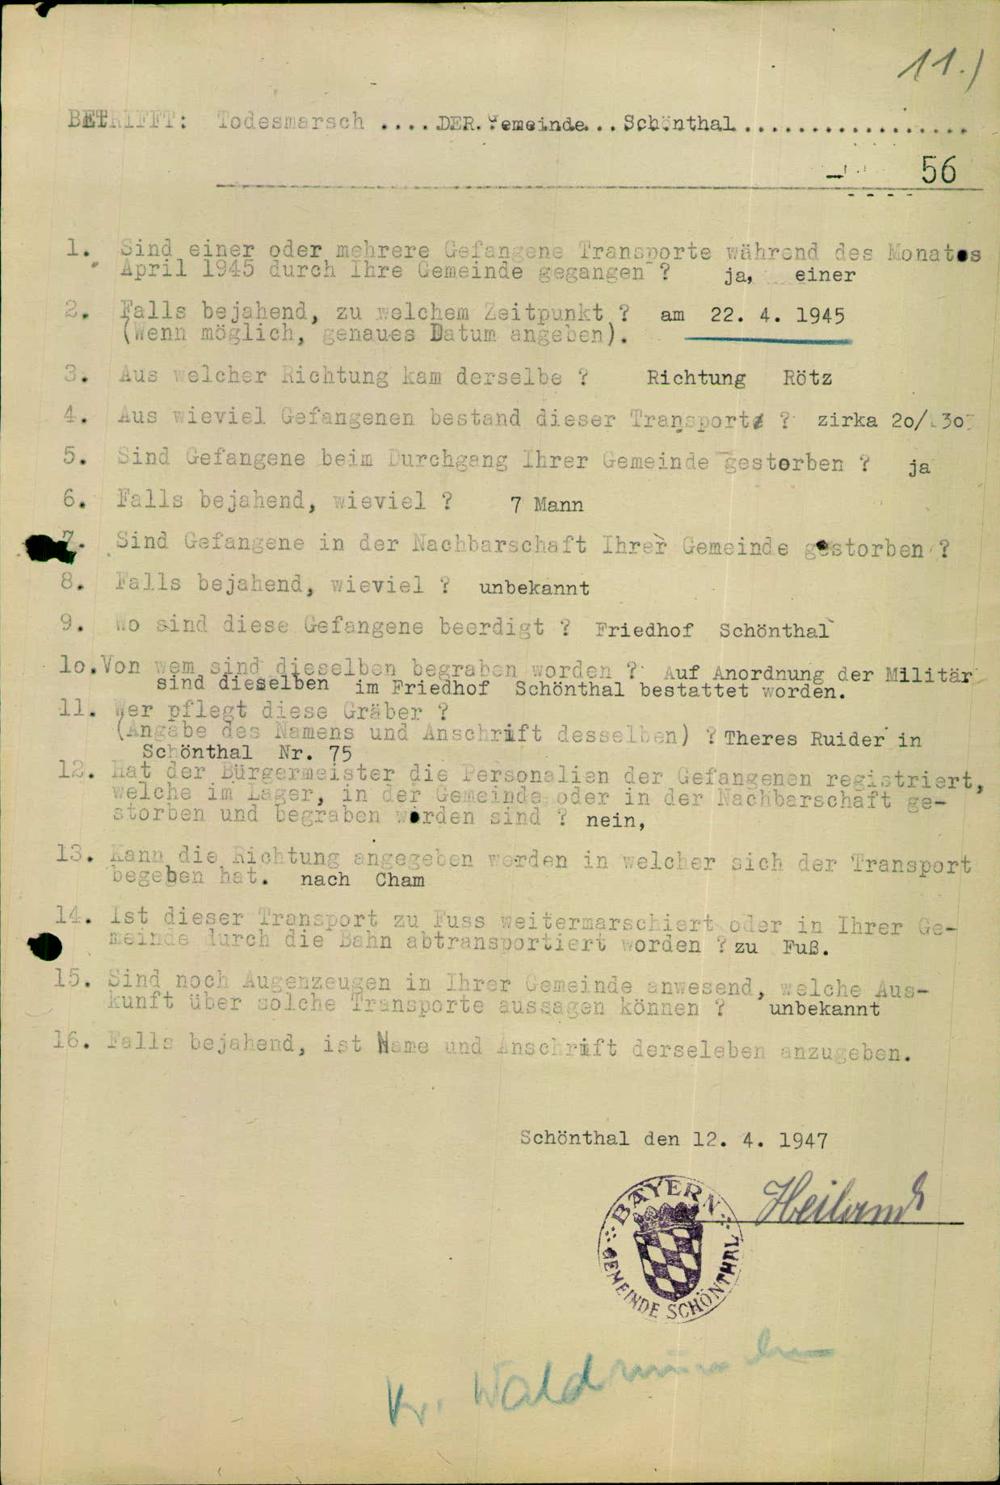 11.)
BETRIFFT: Todesmarsch ....DER.Gemeinde...Schönthal..................
56
1. Sind einer oder mehrere Gefangene Transporte während des Monates
April 1945 durch Ihre Gemeinde gegangen ? ja, einer
2. Falls bejahend, zu welchem Zeitpunkt ? am 22. 4. 1945
(Wenn möglich, genaues Datum angeben).
3. Aus welcher Richtung kam derselbe ? Richtung Rötz
4. Aus wieviel Gefangenen bestand dieser Transport ? zirka 2o/ 3o
5. Sind Gefangene beim Durchgang Ihrer Gemeinde gestorben ? ja
6. Falls bejahend, wieviel ? 7 Mann
7. Sind Gefangene in der Nachbarschaft Ihrer Gemeinde gestorben ?
8. Falls bejahend, wieviel ? unbekannt
9. Wo sind diese Gefangene beerdigt ? Friedhof Schönthal
1o.Von wem sind dieselben begraben worden ? Auf Anordnung der Militär
sind dieselben im Friedhof Schönthal bestattet worden.
11. Wer pflegt diese Gräber ?
(Angabe des Namens und Anschrift desselben) ? Theres Ruider in
Schönthal Nr. 75
12. Hat der Bürgermeister die Personalien der Gefangenen registriert,
welche im Lager, in der Gemeinde oder in der Nachbarschaft ge-
storben und begraben worden sind ? nein,
13. Kann die Richtung angegeben werden in welcher sich der Transport
begeben hat. nach Cham
14. Ist dieser Transport zu Fuss weitermarschiert oder in Ihrer Ge-
meinde durch die Bahn abtransportiert worden ? zu Fuß.
15. Sind noch Augenzeugen in Ihrer Gemeinde anwesend, welche Aus-
kunft über solche Transporte aussagen können ? unbekannt
16. Falls bejahend, ist Name und Anschrift derseleben anzugeben.
Schönthal den 12. 4. 1947
BAYERN
GEMEINDE SCHÖNTHAL
Kr. Waldmünchen